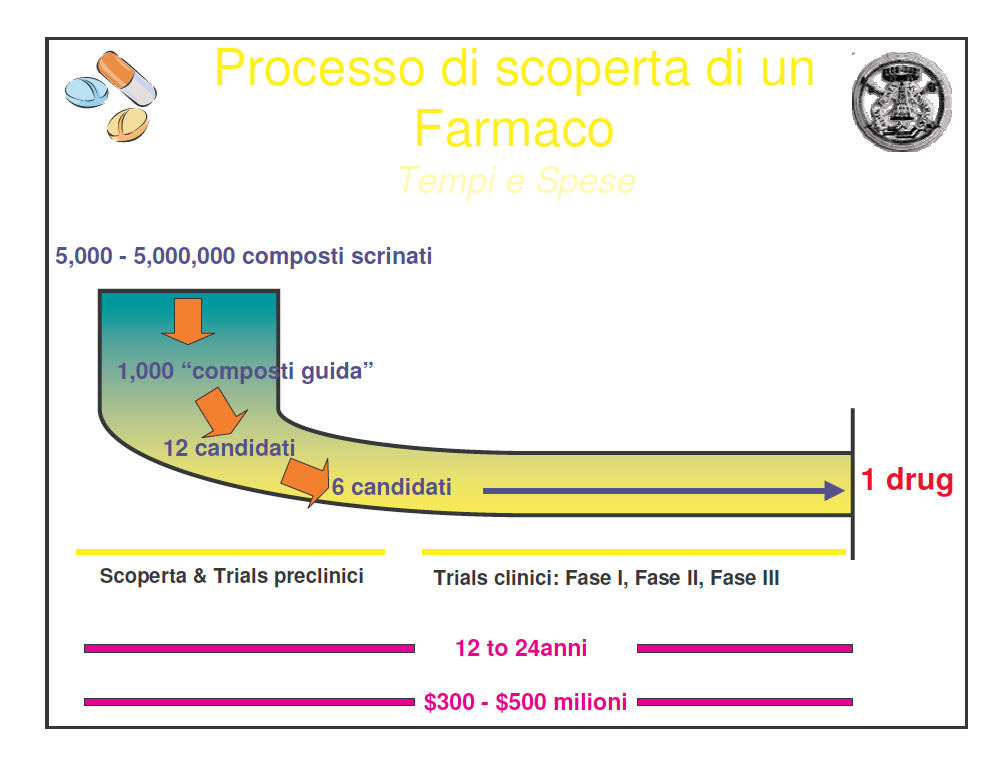 Processo di scoperta di un
Farmaco
Tempi e Spese
5,000 - 5,000,000 composti scrinati
1,000 “composti guida”
12 candidati
6 candidati
1 drug
Scoperta & Trials preclinici
Trials clinici: Fase I, Fase II, Fase III
12 to 24anni
$300 - $500 milioni